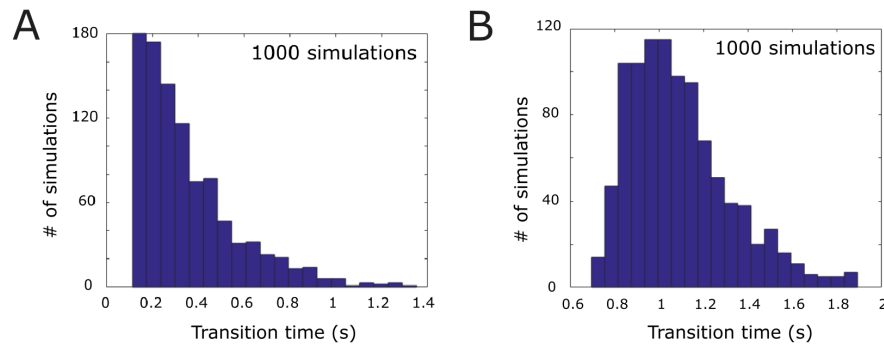 A
1000 simulations
180
120
60
0
# of simulations
0.2 0.4 0.6 0.8 1.0 1.2 1.4
Transition time (s)
B
1000 simulations
120
80
40
0
# of simulations
0.6 0.8 1 1.2 1.4 1.6 1.8 2
Transition time (s)